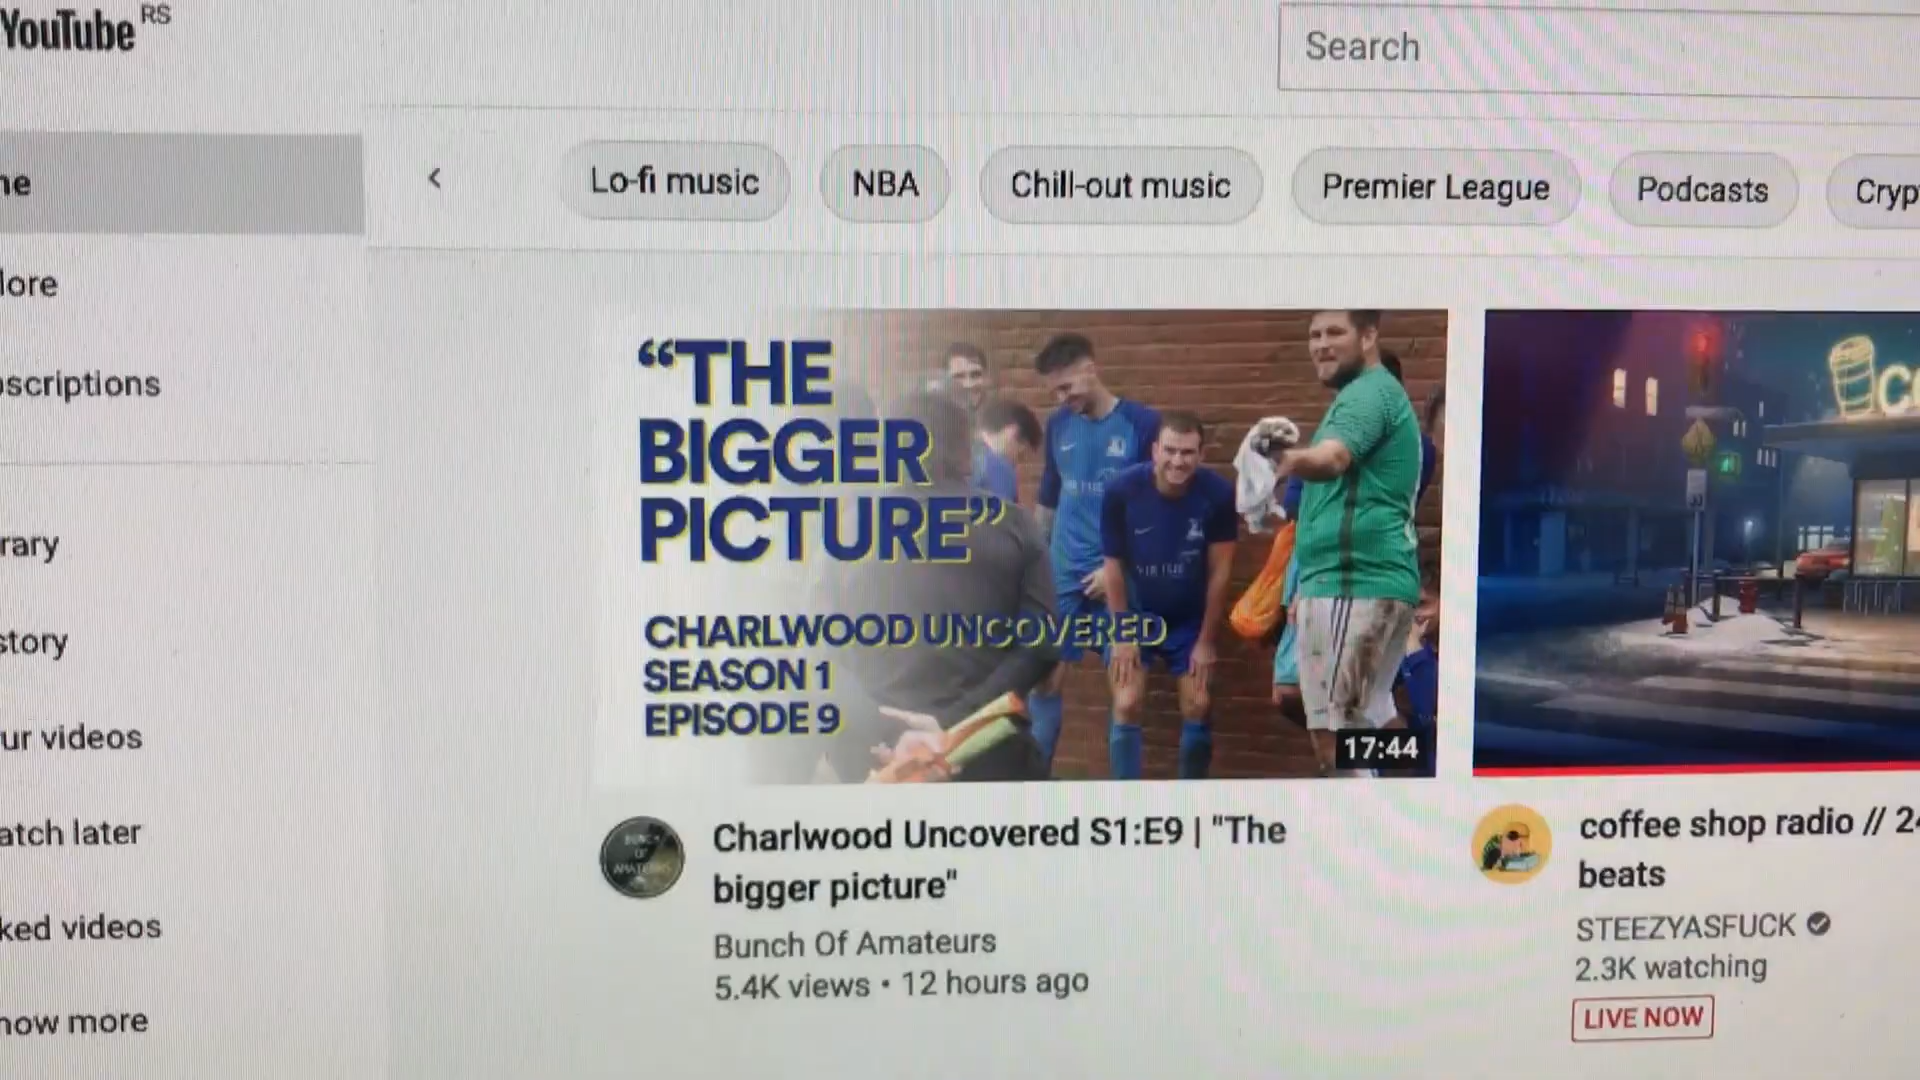 YouTube RS
Search
Lo-fi music
NBA
Chill-out music
Premier League
Podcasts
Cryp
ne
lore
oscriptions
rary
story
ur videos
atch later
ked videos
now more
“THE
BIGGER
PICTURE”
CHARLWOOD UNCOVERED
SEASON 1
EPISODE 9
17:44
Charlwood Uncovered S1:E9 | "The
bigger picture"
Bunch Of Amateurs
5.4K views • 12 hours ago
coffee shop radio // 24
beats
STEEZYASFUCK
2.3K watching
LIVE NOW